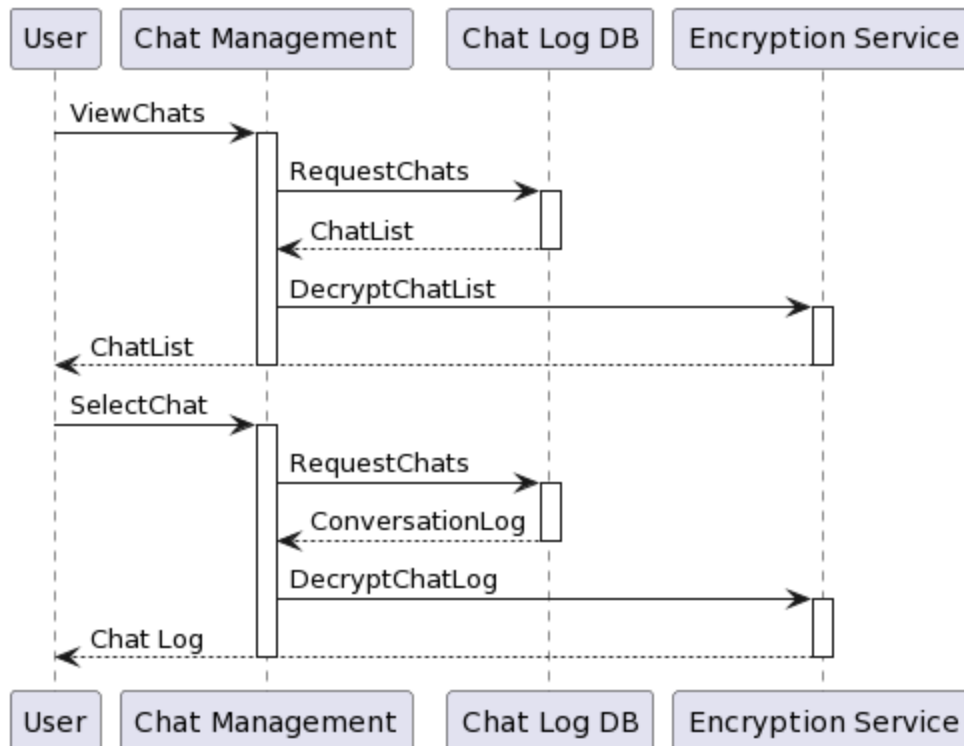 User Chat Management Chat Log DB Encryption Service
ViewChats
RequestChats
ChatList
DecryptChatList
ChatList
SelectChat
RequestChats
ConversationLog
DecryptChatLog
Chat Log
User Chat Management Chat Log DB Encryption Service